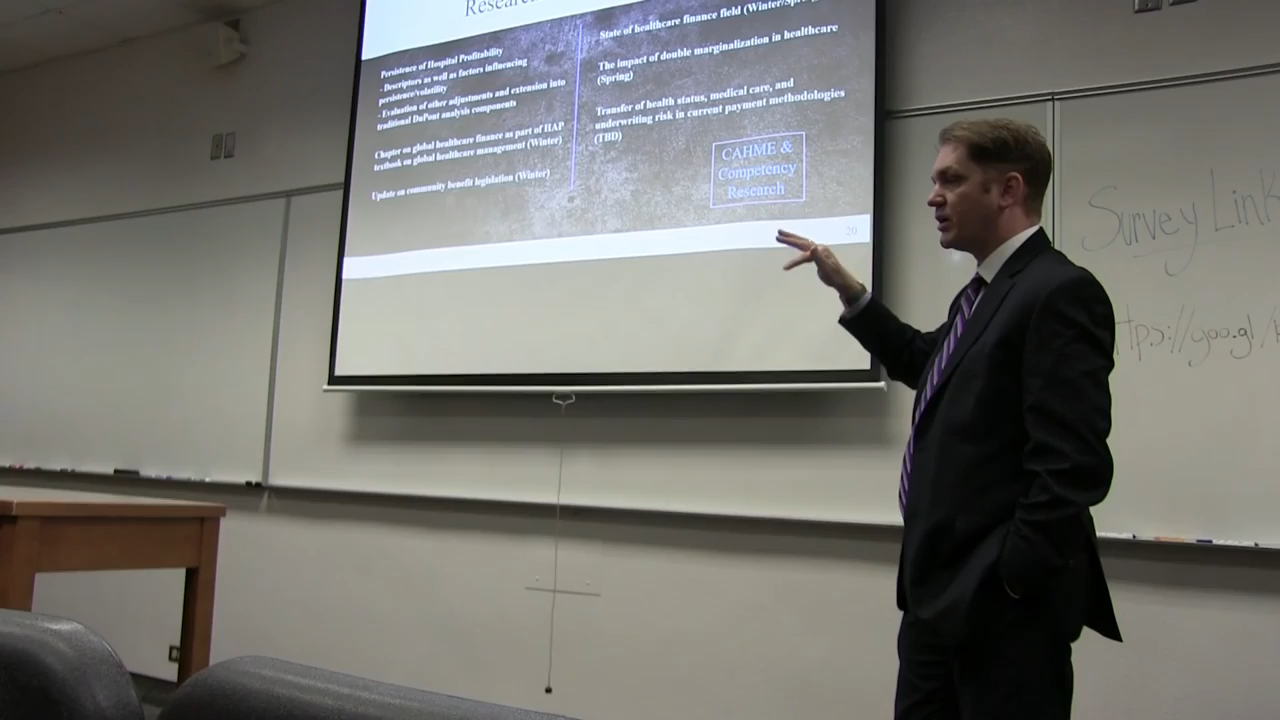 Research
Persistence of Hospital Profitability
- Descriptors as well as factors influencing
persistence/volatility
- Evaluation of other adjustments and extension into
traditional DuPont analysis components
Chapter on global healthcare finance as part of HAP
textbook on global healthcare management (Winter)
Update on community benefit legislation (Winter)
State of healthcare finance field (Winter/Spring
The impact of double marginalization in healthcare
(Spring)
Transfer of health status, medical care, and
underwriting risk in current payment methodologies
(TBD)
CAHME &
Competency
Research
20
Survey Link
ttps://goo.gl/